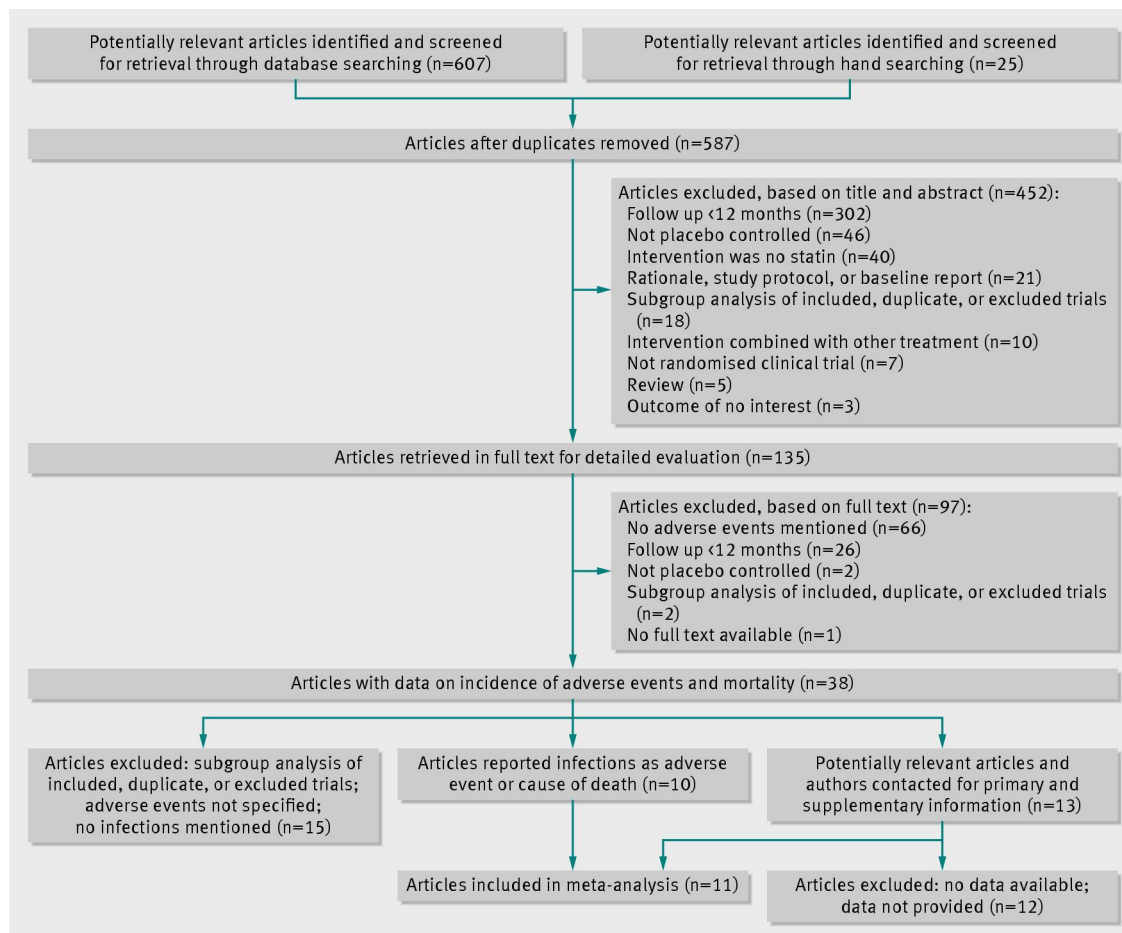 Potentially relevant articles identified and screened
for retrieval through database searching (n=607)
Potentially relevant articles identified and screened
for retrieval through hand searching (n=25)
Articles after duplicates removed (n=587)
Articles excluded, based on title and abstract (n=452):
Follow up <12 months (n=302)
Not placebo controlled (n=46)
Intervention was no statin (n=40)
Rationale, study protocol, or baseline report (n=21)
Subgroup analysis of included, duplicate, or excluded trials
(n=18)
Intervention combined with other treatment (n=10)
Not randomised clinical trial (n=7)
Review (n=5)
Outcome of no interest (n=3)
Articles retrieved in full text for detailed evaluation (n=135)
Articles excluded, based on full text (n=97):
No adverse events mentioned (n=66)
Follow up <12 months (n=26)
Not placebo controlled (n=2)
Subgroup analysis of included, duplicate, or excluded trials
(n=2)
No full text available (n=1)
Articles with data on incidence of adverse events and mortality (n=38)
Articles excluded: subgroup analysis of
included, duplicate, or excluded trials;
adverse events not specified;
no infections mentioned (n=15)
Articles reported infections as adverse
event or cause of death (n=10)
Potentially relevant articles and
authors contacted for primary and
supplementary information (n=13)
Articles included in meta-analysis (n=11)
Articles excluded: no data available;
data not provided (n=12)